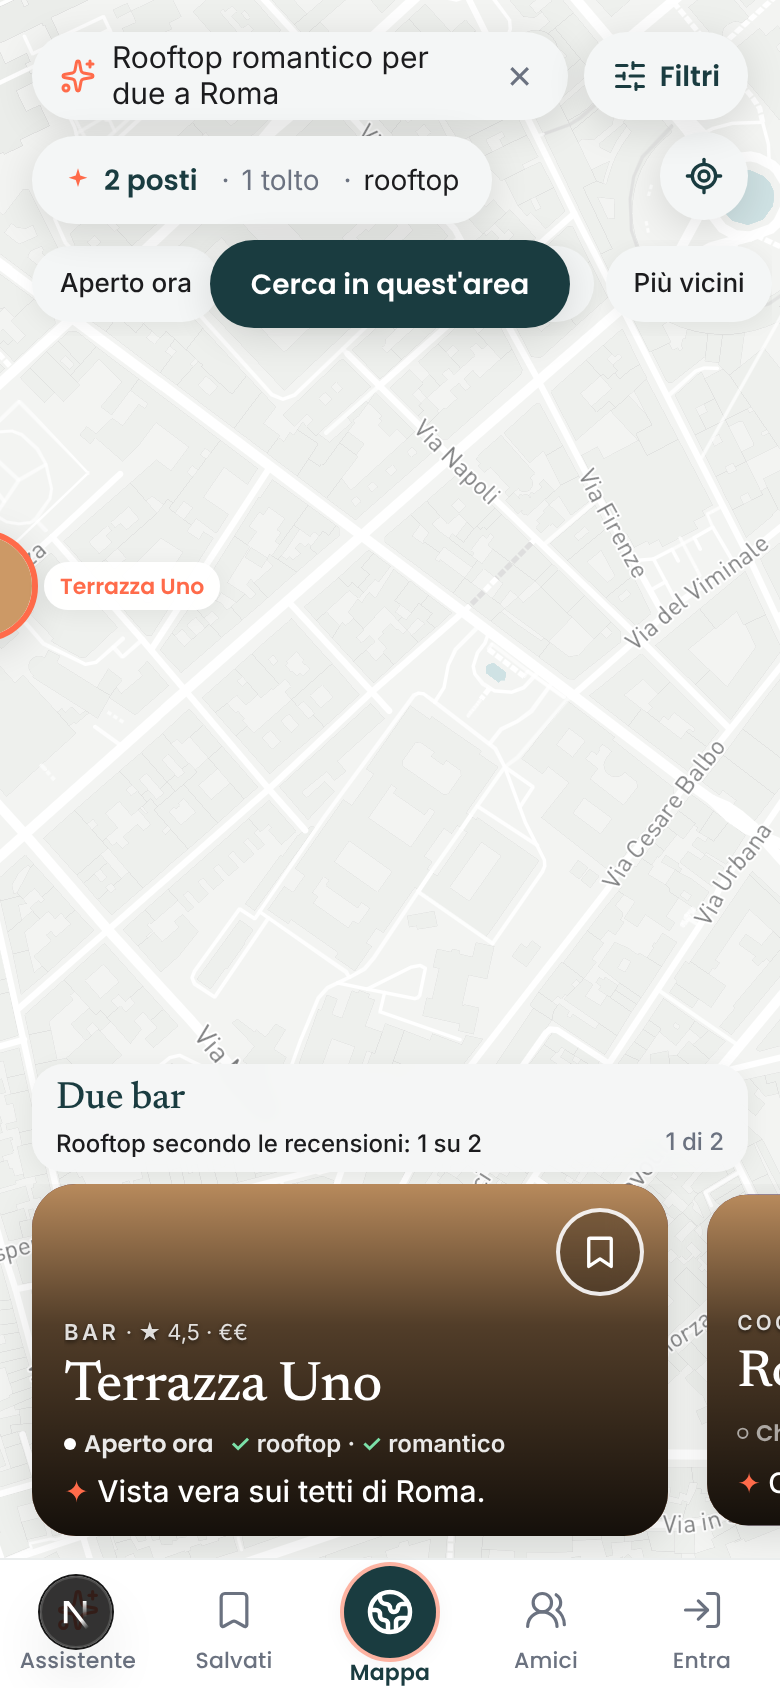 Rooftop romantico per
due a Roma
Filtri
2 posti · 1 tolto · rooftop
Aperto ora
Cerca in quest'area
Più vicini
Via Napoli
Via Firenze
Via del Viminale
Terrazza Uno
Via Cesare Balbo
Via Urbana
Via
Due bar
Rooftop secondo le recensioni: 1 su 2
1 di 2
BAR · ★ 4,5 · €€
Terrazza Uno
Aperto ora ✓ rooftop · ✓ romantico
Vista vera sui tetti di Roma.
Via in
N
Assistente
Salvati
Mappa
Amici
Entra